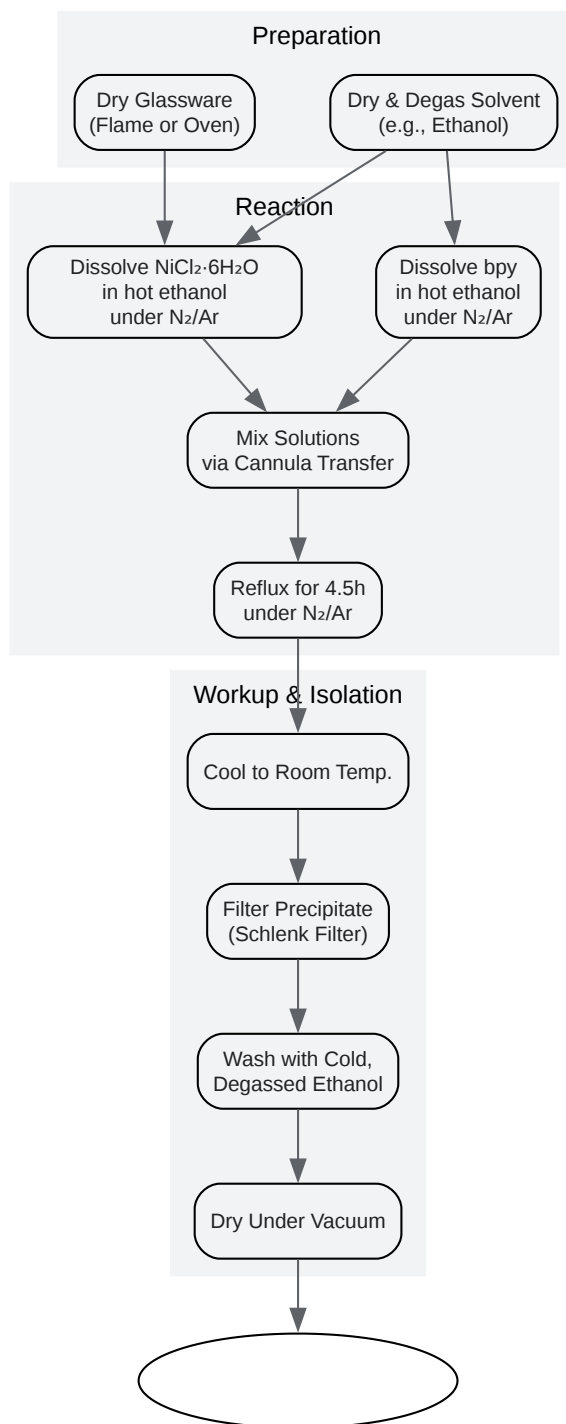 Preparation
Dry Glassware
(Flame or Oven)
Dry & Degas Solvent
(e.g., Ethanol)
Reaction
Dissolve NiCl₂·6H₂O
in hot ethanol
under N₂/Ar
Dissolve bpy
in hot ethanol
under N₂/Ar
Mix Solutions
via Cannula Transfer
Reflux for 4.5h
under N₂/Ar
Workup & Isolation
Cool to Room Temp.
Filter Precipitate
(Schlenk Filter)
Wash with Cold,
Degassed Ethanol
Dry Under Vacuum